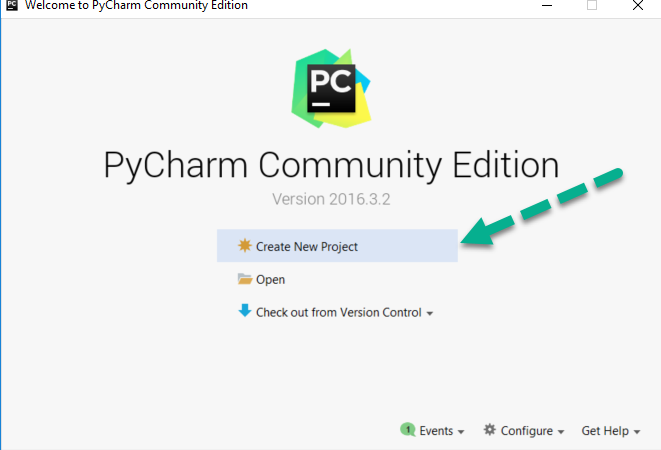 Welcome to PyCharm Community Edition
PC
PyCharm Community Edition
Version 2016.3.2
Create New Project
Open
Check out from Version Control
1 Events Configure Get Help